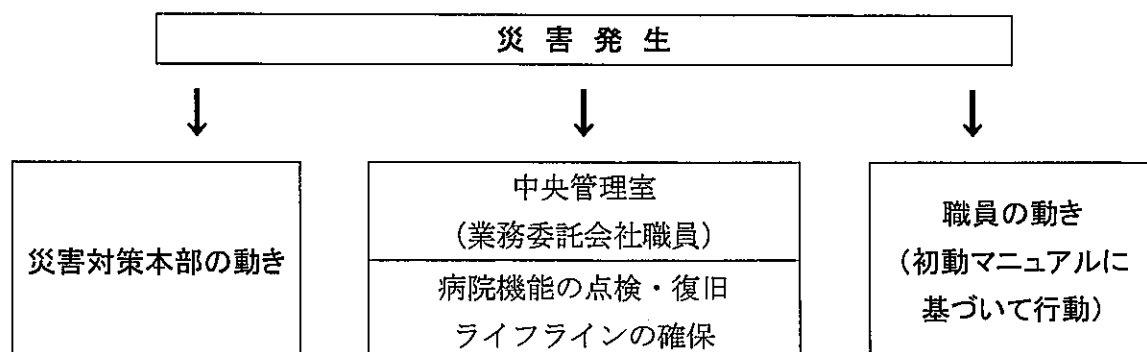 災 害 発 生
災害対策本部の動き
中央管理室
（業務委託会社職員）
病院機能の点検・復旧
ライフラインの確保
職員の動き
（初動マニュアルに
基づいて行動）